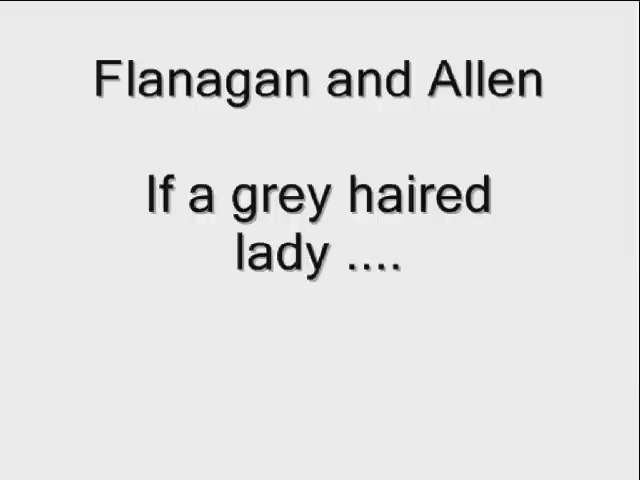 Flanagan and Allen
If a grey haired
lady ....